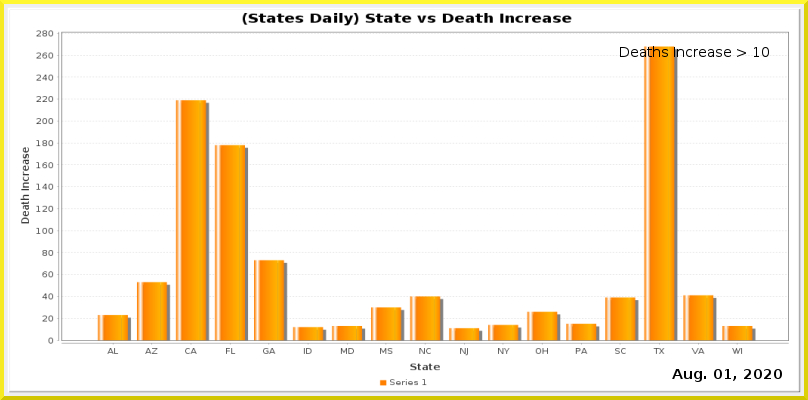 (States Daily) State vs Death Increase
Deaths Increase > 10
Death Increase
280
260
240
220
200
180
160
140
120
100
80
60
40
20
0
AL AZ CA FL GA ID MD MS NC NJ NY OH PA SC TX VA WI
State
Series 1
Aug. 01, 2020